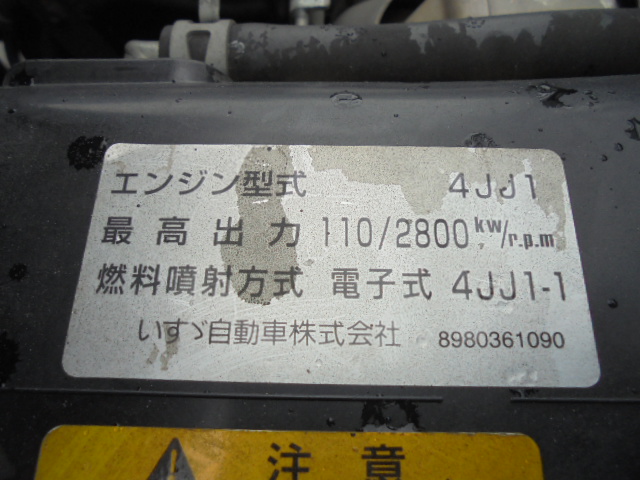 エンジン型式 4JJ1
最高出力 110/2800 kw/r.p.m
燃料噴射方式 電子式 4JJ1-1
いすゞ自動車株式会社 8980361090
注意